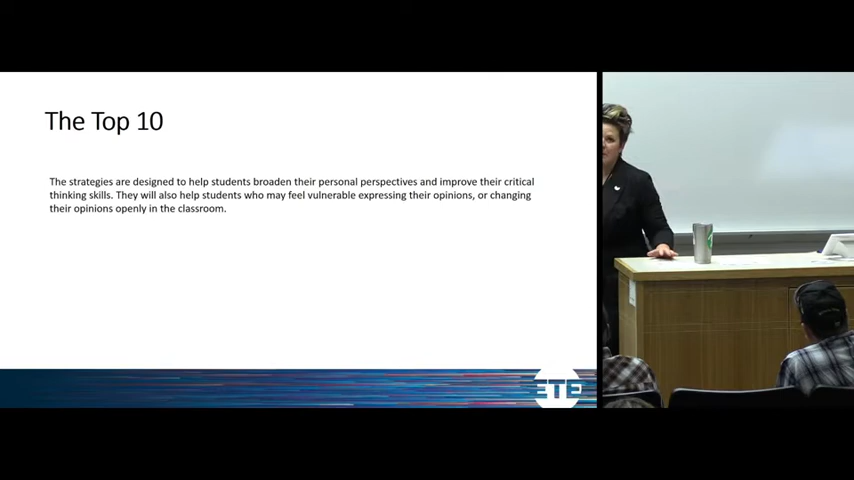 The Top 10
The strategies are designed to help students broaden their personal perspectives and improve their critical
thinking skills. They will also help students who may feel vulnerable expressing their opinions, or changing
their opinions openly in the classroom.
ETE